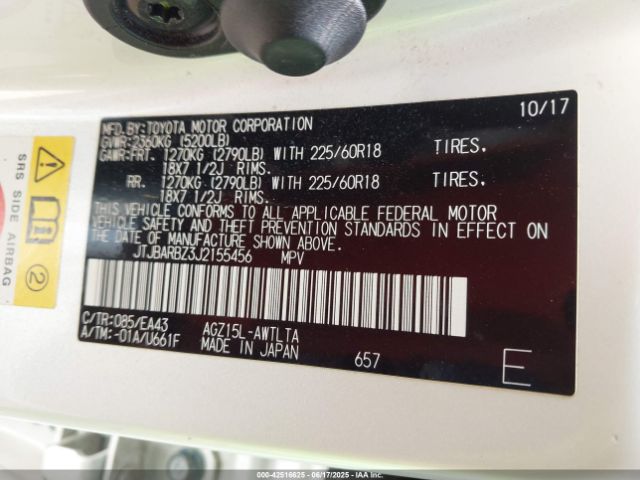 10/17
MFD. BY:TOYOTA MOTOR CORPORATION
GVWR:2360KG (5200LB)
GAWR:FRT. 1270KG (2790LB) WITH 225/60R18 TIRES.
18X7 1/2J RIMS.
RR. 1270KG (2790LB) WITH 225/60R18 TIRES.
18X7 1/2J RIMS.
THIS VEHICLE CONFORMS TO ALL APPLICABLE FEDERAL MOTOR
VEHICLE SAFETY AND THEFT PREVENTION STANDARDS IN EFFECT ON
THE DATE OF MANUFACTURE SHOWN ABOVE.
JTJBARBZ3J2155456 MPV
C/TR:085/EA43 AGZ15L-AWTLTA
A/TM:-01A/U661F MADE IN JAPAN 657
E
SRS SIDE AIRBAG
2
000-42516625 - 06/17/2025 - IAAI - COPART